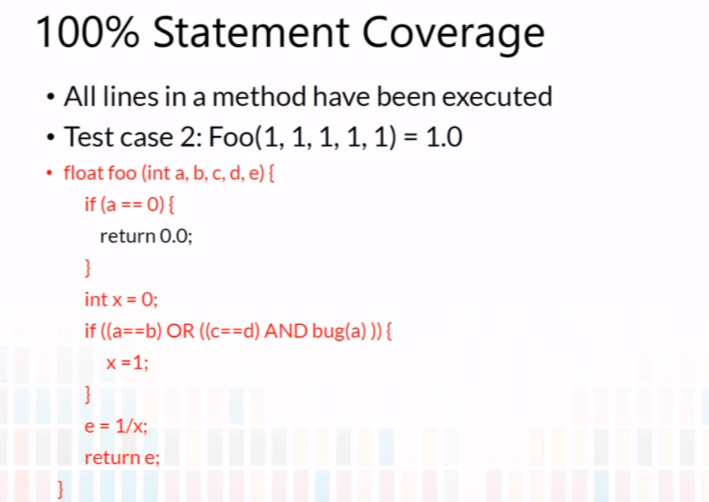 100% Statement Coverage
• All lines in a method have been executed
• Test case 2: Foo(1, 1, 1, 1, 1) = 1.0
• float foo (int a, b, c, d, e) {
if (a == 0) {
return 0.0;
}
int x = 0;
if ((a==b) OR ((c==d) AND bug(a) )) {
x =1;
}
e = 1/x;
return e;
}